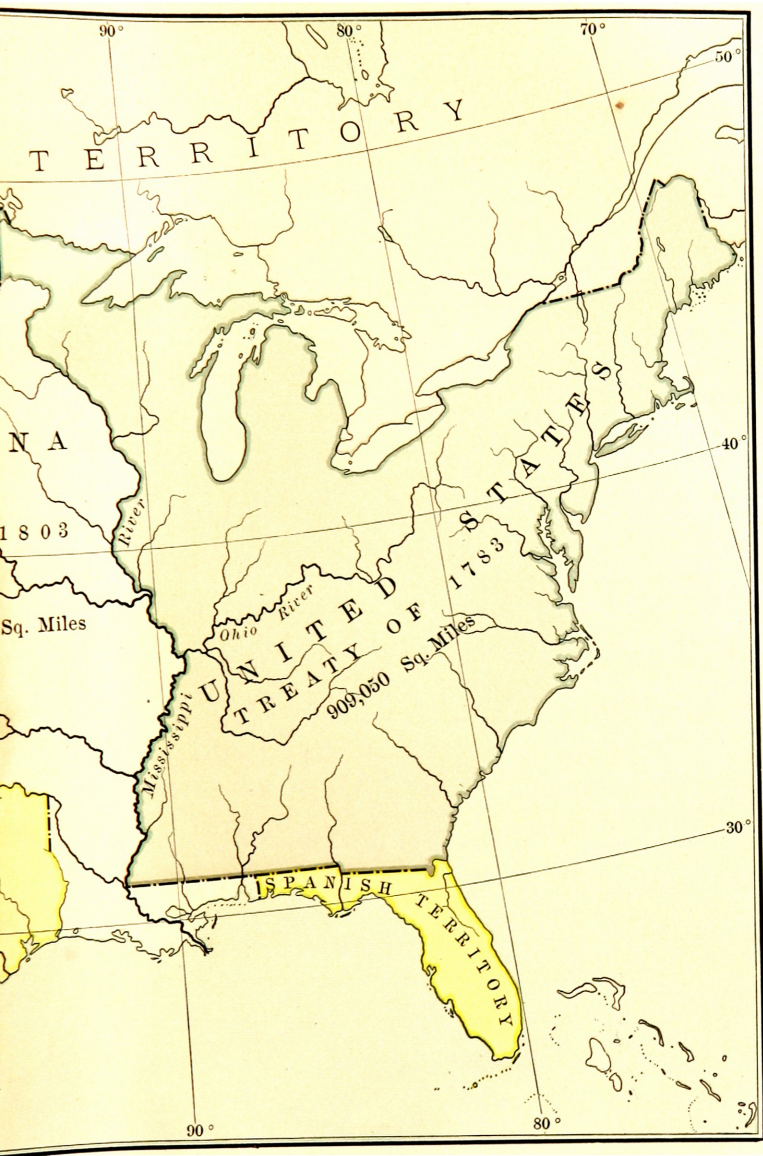 90° 80° 70°
50°
TERRITORY
NA
40°
1803
River
STATES
Sq. Miles
Ohio River
UNITED
TREATY OF 1783
909,050 Sq. Miles
Mississippi
30°
SPANISH
TERRITORY
90° 80°